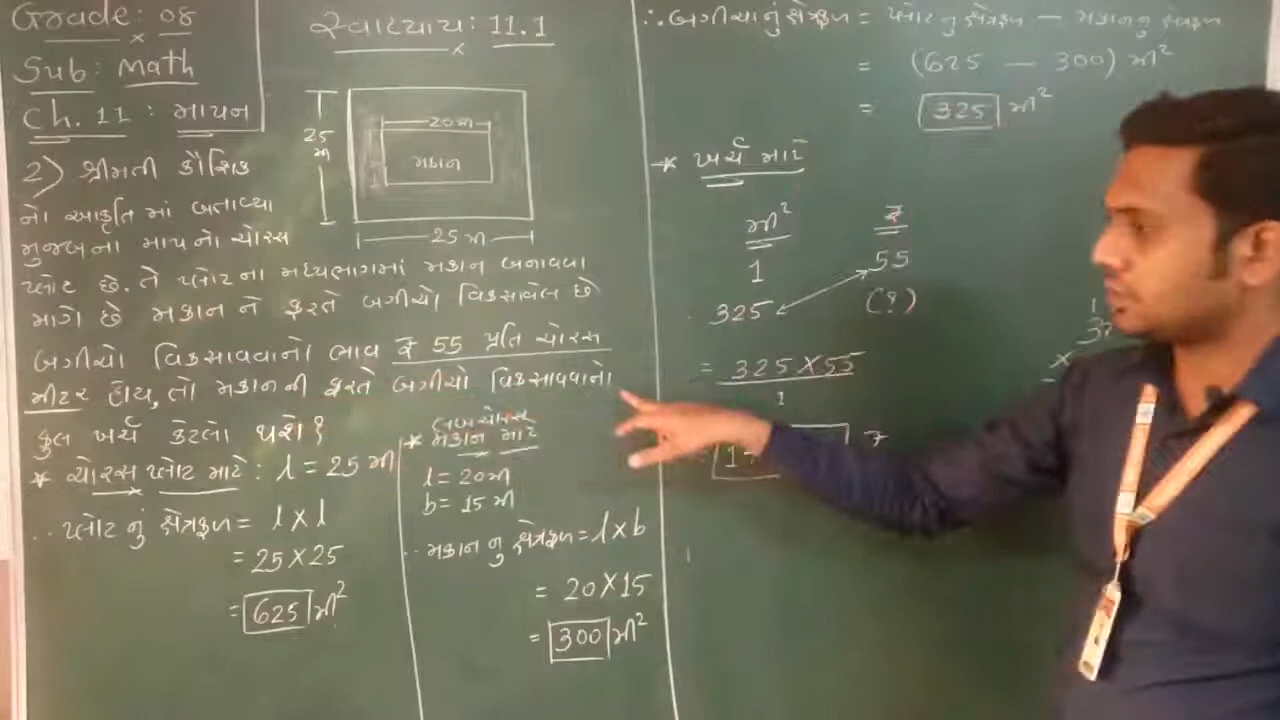 Grade: 08
Sub: Math
Ch. 11 : માપન
સ્વાધ્યાય: 11.1
25 મી
20 મી
મકાન
25 મી
2) શ્રીમતી કૌશિક
નો આકૃતિ માં બતાવ્યા
મુજબના માપનો ચોરસ
પ્લોટ છે. તે પ્લોટના મધ્યભાગમાં મકાન બનાવવા
માગે છે મકાન ને ફરતે બગીચો વિકસાવેલ છે
બગીચો વિકસાવવાનો ભાવ ₹ 55 પ્રતિ ચોરસ
મીટર હોય, તો મકાનની ફરતે બગીચો વિકસાવવાનો
કુલ ખર્ચ કેટલો થશે?
* ચોરસ પ્લોટ માટે : l = 25 મી
∴ પ્લોટ નું ક્ષેત્રફળ = l × l
= 25 × 25
= 625 મી²
લંબચોરસ
* મકાન માટે
l = 20 મી
b = 15 મી
∴ મકાન નુ ક્ષેત્રફળ = l × b
= 20 × 15
= 300 મી²
∴ બગીચાનું ક્ષેત્રફળ = પ્લોટ નુ ક્ષેત્રફળ — મકાનનુ ક્ષેત્રફળ
= (625 — 300) મી²
= 325 મી²
* ખર્ચ માટે
મી² ₹
1 55
325 (?)
= 325 × 55
1